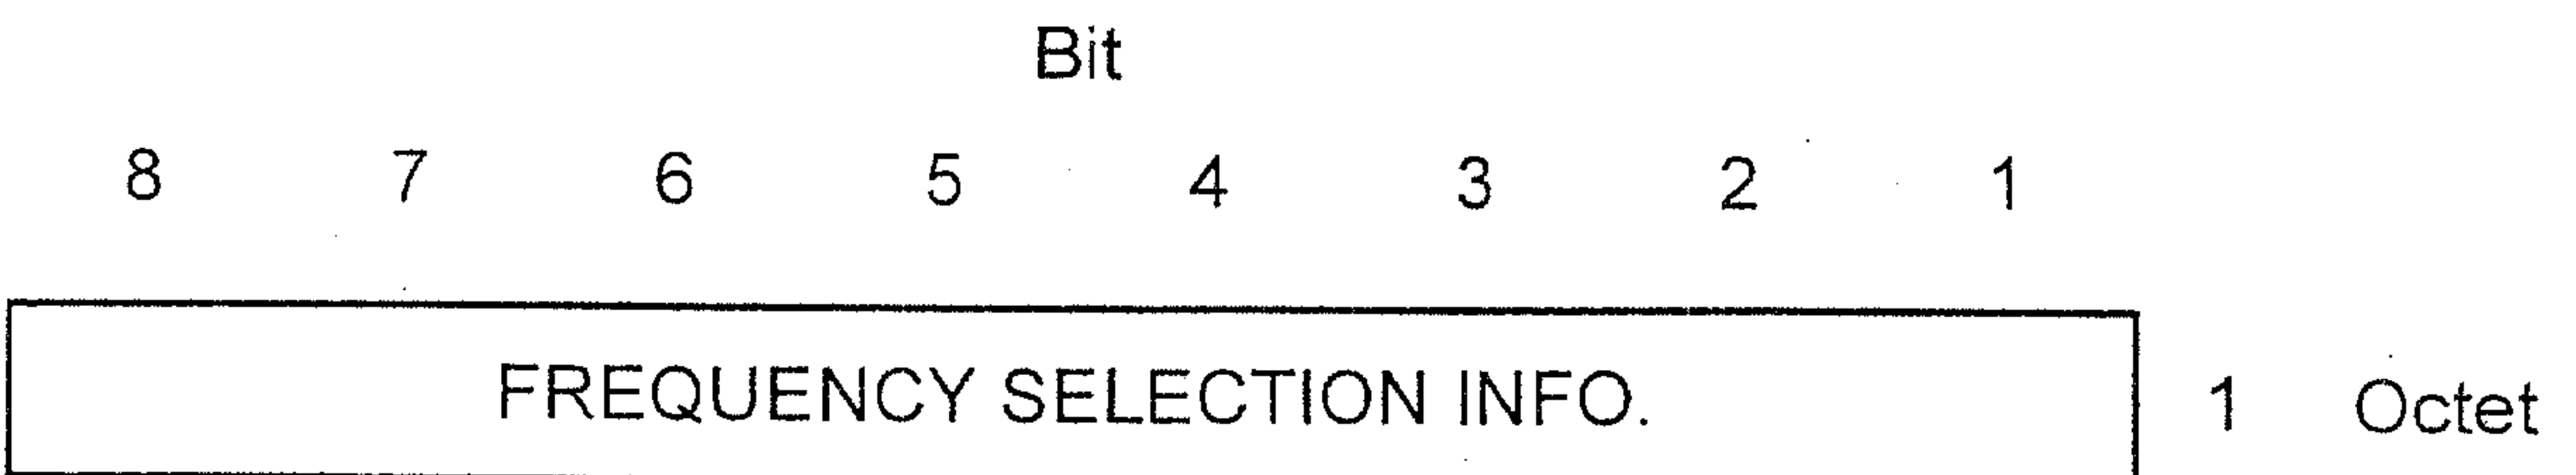 Bit
8 7 6 5 4 3 2 1
FREQUENCY SELECTION INFO. 1 Octet